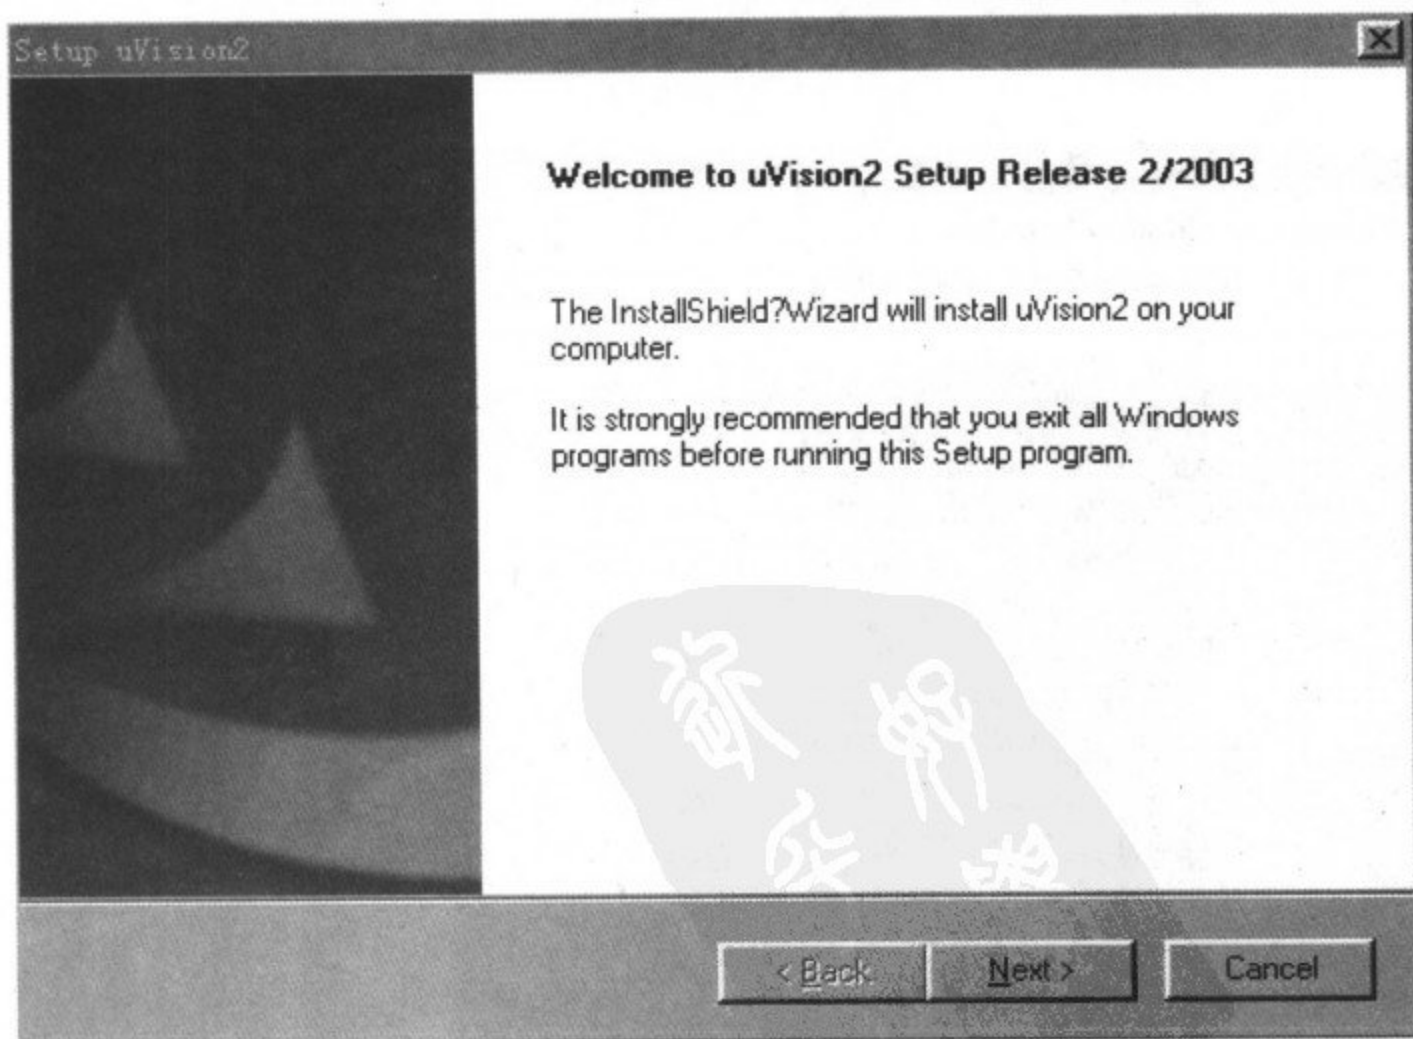 Setup uVision2
Welcome to uVision2 Setup Release 2/2003
The InstallShield?Wizard will install uVision2 on your
computer.
It is strongly recommended that you exit all Windows
programs before running this Setup program.
< Back
Next >
Cancel